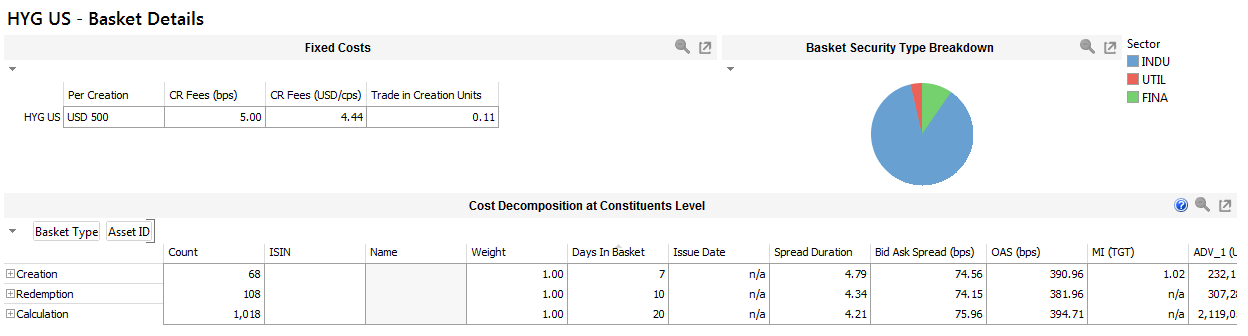 HYG US - Basket Details
Fixed Costs
Per Creation CR Fees (bps) CR Fees (USD/cps) Trade in Creation Units
HYG US USD 500 5.00 4.44 0.11
Basket Security Type Breakdown
Sector
INDU
UTIL
FINA
Cost Decomposition at Constituents Level
Basket Type Asset ID
Count ISIN Name Weight Days In Basket Issue Date Spread Duration Bid Ask Spread (bps) OAS (bps) MI (TGT) ADV_1 (U
Creation 68 1.00 7 n/a 4.79 74.56 390.96 1.02 232,1
Redemption 108 1.00 10 n/a 4.34 74.15 381.96 n/a 307,28
Calculation 1,018 1.00 20 n/a 4.21 75.96 394.71 n/a 2,119,0